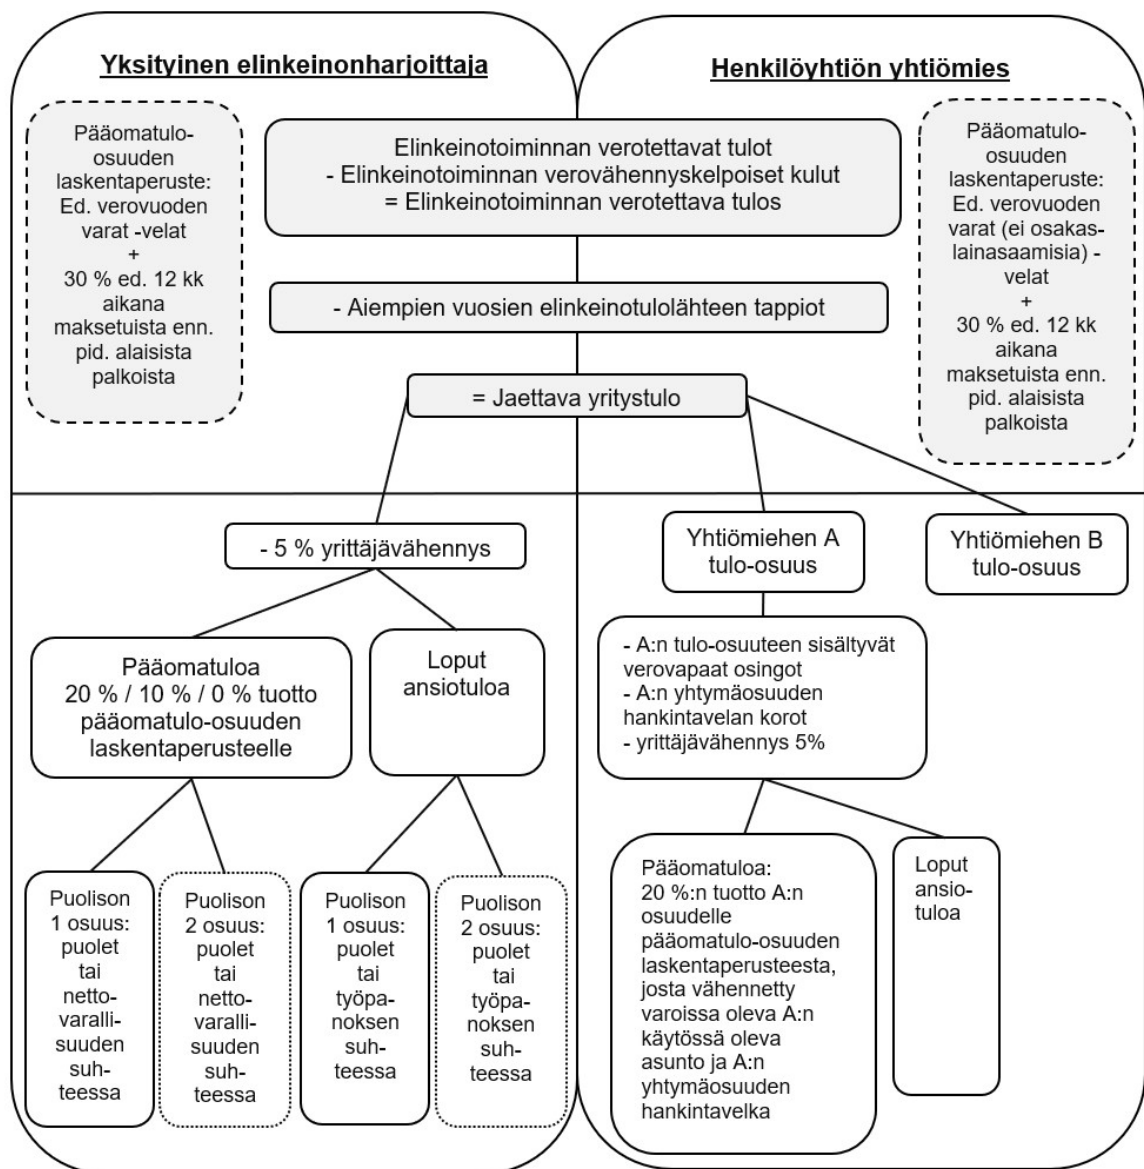 Yksityinen elinkeinonharjoittaja
Henkilöyhtiön yhtiömies
Pääomatulo-
osuuden
laskentaperuste:
Ed. verovuoden
varat -velat
+
30 % ed. 12 kk
aikana
maksetuista enn.
pid. alaisista
palkoista
Elinkeinotoiminnan verotettavat tulot
- Elinkeinotoiminnan verovähennyskelpoiset kulut
= Elinkeinotoiminnan verotettava tulos
Pääomatulo-
osuuden
laskentaperuste:
Ed. verovuoden
varat (ei osakas-
lainasaamisia) -
velat
+
30 % ed. 12 kk
aikana
maksetuista enn.
pid. alaisista
palkoista
- Aiempien vuosien elinkeinotulolähteen tappiot
= Jaettava yritystulo
- 5 % yrittäjävähennys
Yhtiömiehen A
tulo-osuus
Yhtiömiehen B
tulo-osuus
Pääomatuloa
20 % / 10 % / 0 % tuotto
pääomatulo-osuuden
laskentaperusteelle
Loput
ansiotuloa
- A:n tulo-osuuteen sisältyvät
verovapaat osingot
- A:n yhtymäosuuden
hankintavelan korot
- yrittäjävähennys 5%
Puolison
1 osuus:
puolet
tai
netto-
varalli-
suuden
suh-
teessa
Puolison
2 osuus:
puolet
tai
netto-
varalli-
suuden
suh-
teessa
Puolison
1 osuus:
puolet
tai
työpa-
noksen
suh-
teessa
Puolison
2 osuus:
puolet
tai
työpa-
noksen
suh-
teessa
Pääomatuloa:
20 %:n tuotto A:n
osuudelle
pääomatulo-osuuden
laskentaperusteesta,
josta vähennetty
varoissa oleva A:n
käytössä oleva
asunto ja A:n
yhtymäosuuden
hankintavelka
Loput
ansio-
tuloa